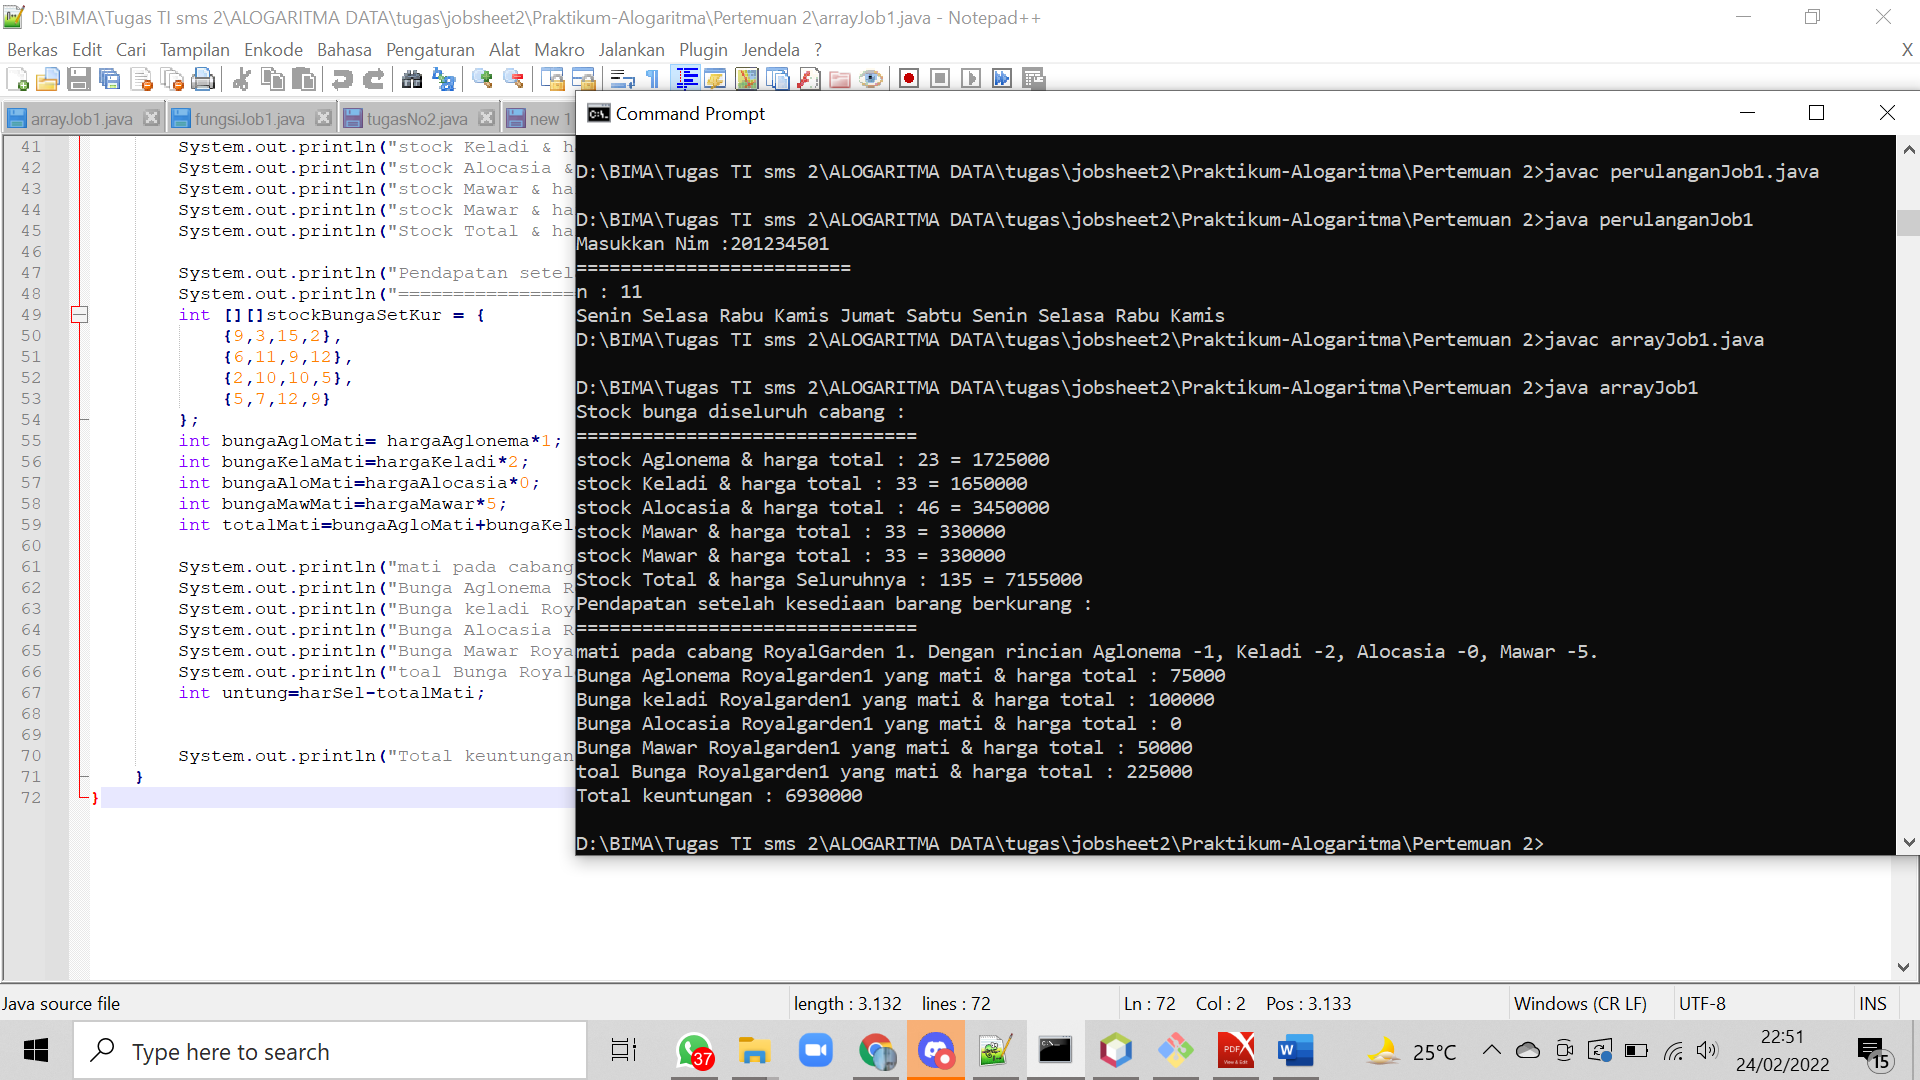 D:\BIMA\Tugas TI sms 2\ALOGARITMA DATA\tugas\jobsheet2\Praktikum-Alogaritma\Pertemuan 2\arrayJob1.java - Notepad++
Berkas Edit Cari Tampilan Enkode Bahasa Pengaturan Alat Makro Jalankan Plugin Jendela ? X
arrayJob1.java fungsiJob1.java tugasNo2.java new 1
41 System.out.println("stock Keladi & h
42 System.out.println("stock Alocasia &
43 System.out.println("stock Mawar & ha
44 System.out.println("stock Mawar & ha
45 System.out.println("Stock Total & ha
46
47 System.out.println("Pendapatan setel
48 System.out.println("================
49 int [][]stockBungaSetKur = {
50 {9,3,15,2},
51 {6,11,9,12},
52 {2,10,10,5},
53 {5,7,12,9}
54 };
55 int bungaAgloMati= hargaAglonema*1;
56 int bungaKelaMati=hargaKeladi*2;
57 int bungaAloMati=hargaAlocasia*0;
58 int bungaMawMati=hargaMawar*5;
59 int totalMati=bungaAgloMati+bungaKel
60
61 System.out.println("mati pada cabang
62 System.out.println("Bunga Aglonema R
63 System.out.println("Bunga keladi Roy
64 System.out.println("Bunga Alocasia R
65 System.out.println("Bunga Mawar Roya
66 System.out.println("toal Bunga Royal
67 int untung=harSel-totalMati;
68
69
70 System.out.println("Total keuntungan
71 }
72 }
Command Prompt
D:\BIMA\Tugas TI sms 2\ALOGARITMA DATA\tugas\jobsheet2\Praktikum-Alogaritma\Pertemuan 2>javac perulanganJob1.java
D:\BIMA\Tugas TI sms 2\ALOGARITMA DATA\tugas\jobsheet2\Praktikum-Alogaritma\Pertemuan 2>java perulanganJob1
Masukkan Nim :201234501
=========================
n : 11
Senin Selasa Rabu Kamis Jumat Sabtu Senin Selasa Rabu Kamis
D:\BIMA\Tugas TI sms 2\ALOGARITMA DATA\tugas\jobsheet2\Praktikum-Alogaritma\Pertemuan 2>javac arrayJob1.java
D:\BIMA\Tugas TI sms 2\ALOGARITMA DATA\tugas\jobsheet2\Praktikum-Alogaritma\Pertemuan 2>java arrayJob1
Stock bunga diseluruh cabang :
===============================
stock Aglonema & harga total : 23 = 1725000
stock Keladi & harga total : 33 = 1650000
stock Alocasia & harga total : 46 = 3450000
stock Mawar & harga total : 33 = 330000
stock Mawar & harga total : 33 = 330000
Stock Total & harga Seluruhnya : 135 = 7155000
Pendapatan setelah kesediaan barang berkurang :
===============================
mati pada cabang RoyalGarden 1. Dengan rincian Aglonema -1, Keladi -2, Alocasia -0, Mawar -5.
Bunga Aglonema Royalgarden1 yang mati & harga total : 75000
Bunga keladi Royalgarden1 yang mati & harga total : 100000
Bunga Alocasia Royalgarden1 yang mati & harga total : 0
Bunga Mawar Royalgarden1 yang mati & harga total : 50000
toal Bunga Royalgarden1 yang mati & harga total : 225000
Total keuntungan : 6930000
D:\BIMA\Tugas TI sms 2\ALOGARITMA DATA\tugas\jobsheet2\Praktikum-Alogaritma\Pertemuan 2>
Java source file length : 3.132 lines : 72 Ln : 72 Col : 2 Pos : 3.133 Windows (CR LF) UTF-8 INS
Type here to search 37 25°C 22:51
24/02/2022 15